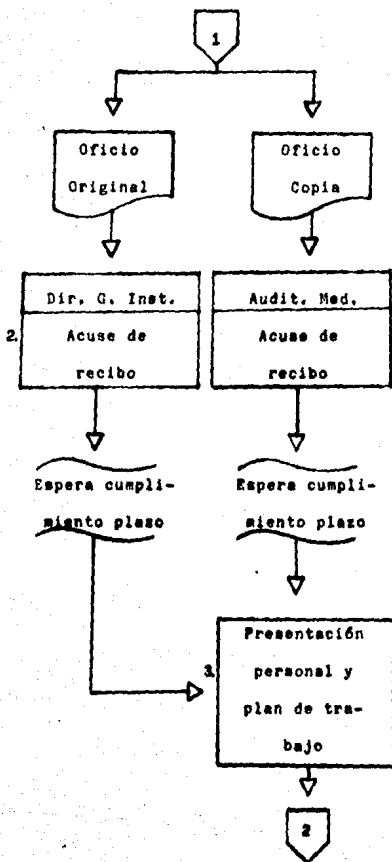 1
Oficio
Original
Oficio
Copia
Dir. G. Inst.
2. Acuse de
recibo
Audit. Med.
Acuse de
recibo
Espera cumpli-
miento plazo
Espera cumpli-
miento plazo
Presentación
3. personal y
plan de tra-
bajo
2